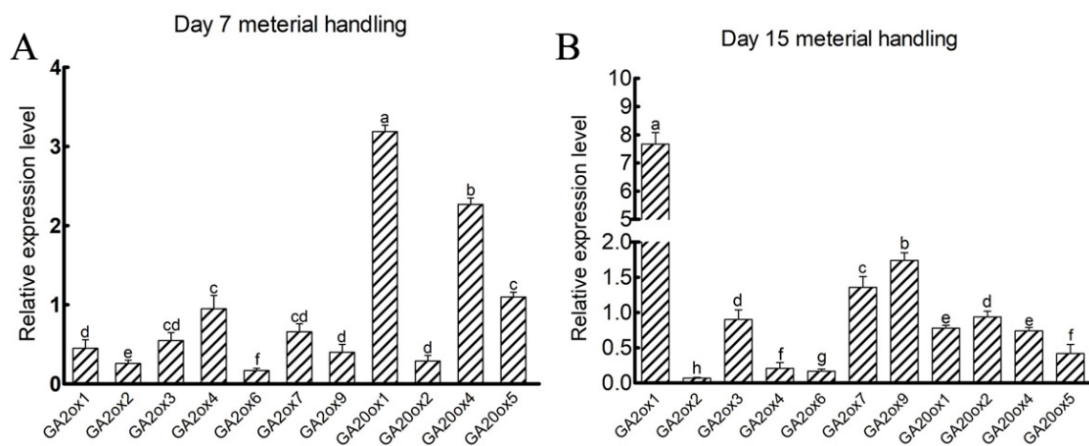 A
Day 7 meterial handling
Relative expression level
4
3
2
1
0
d
e
cd
c
f
cd
d
a
d
b
c
GA2ox1
GA2ox2
GA2ox3
GA2ox4
GA2ox6
GA2ox7
GA2ox9
GA20ox1
GA20ox2
GA20ox4
GA20ox5
B
Day 15 meterial handling
Relative expression level
10
9
8
7
6
5
2.0
1.5
1.0
0.5
0.0
a
h
d
f
g
c
b
e
d
e
f
GA2ox1
GA2ox2
GA2ox3
GA2ox4
GA2ox6
GA2ox7
GA2ox9
GA20ox1
GA20ox2
GA20ox4
GA20ox5